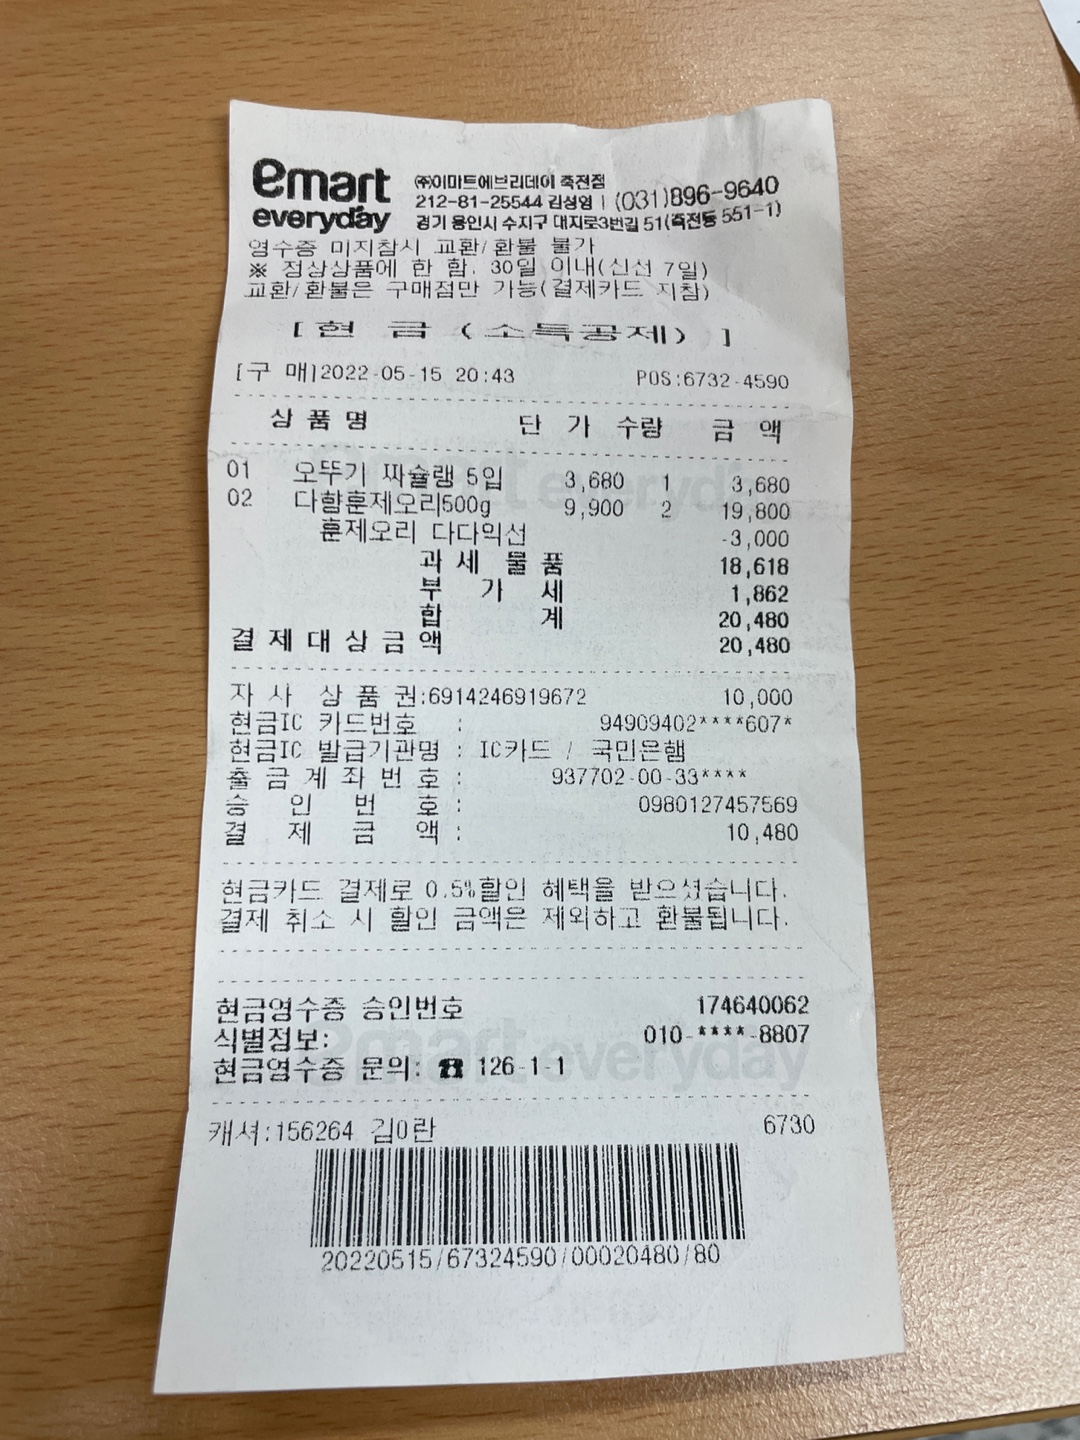 emart everyday
㈜이마트에브리데이 죽전점
212-81-25544 김성영 | (031)896-9640
경기 용인시 수지구 대지로3번길 51(죽전동 551-1)
영수증 미지참시 교환/환불 불가
※ 정상상품에 한 함, 30일 이내(신선 7일)
교환/환불은 구매점만 가능(결제카드 지참)
[현 금 (소득공제) ]
[구 매]2022-05-15 20:43 POS:6732-4590
상 품 명 단 가 수량 금 액
01 오뚜기 짜슐랭 5입 3,680 1 3,680
02 다향훈제오리500g 9,900 2 19,800
훈제오리 다다익선 -3,000
과 세 물 품 18,618
부 가 세 1,862
합 계 20,480
결 제 대 상 금 액 20,480
자 사 상 품 권:6914246919672 10,000
현금IC 카드번호 : 94909402****607*
현금IC 발급기관명 : IC카드 / 국민은행
출 금 계 좌 번 호 : 937702-00-33****
승 인 번 호 : 0980127457569
결 제 금 액 : 10,480
현금카드 결제로 0.5%할인 혜택을 받으셨습니다.
결제 취소 시 할인 금액은 제외하고 환불됩니다.
현금영수증 승인번호 174640062
식별정보: 010-****-8807
현금영수증 문의: ☎ 126-1-1
캐셔:156264 김0란 6730
20220515/67324590/00020480/80